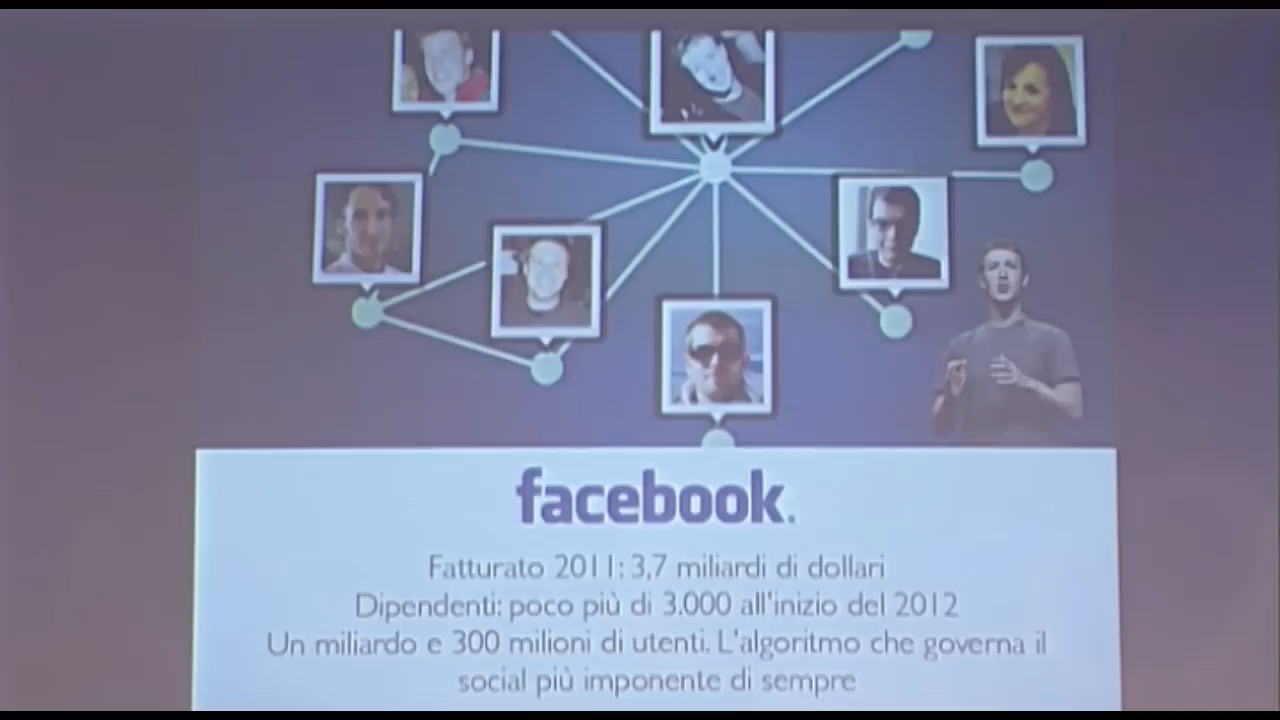 facebook.
Fatturato 2011: 3,7 miliardi di dollari
Dipendenti: poco più di 3.000 all'inizio del 2012
Un miliardo e 300 milioni di utenti. L'algoritmo che governa il
social più imponente di sempre